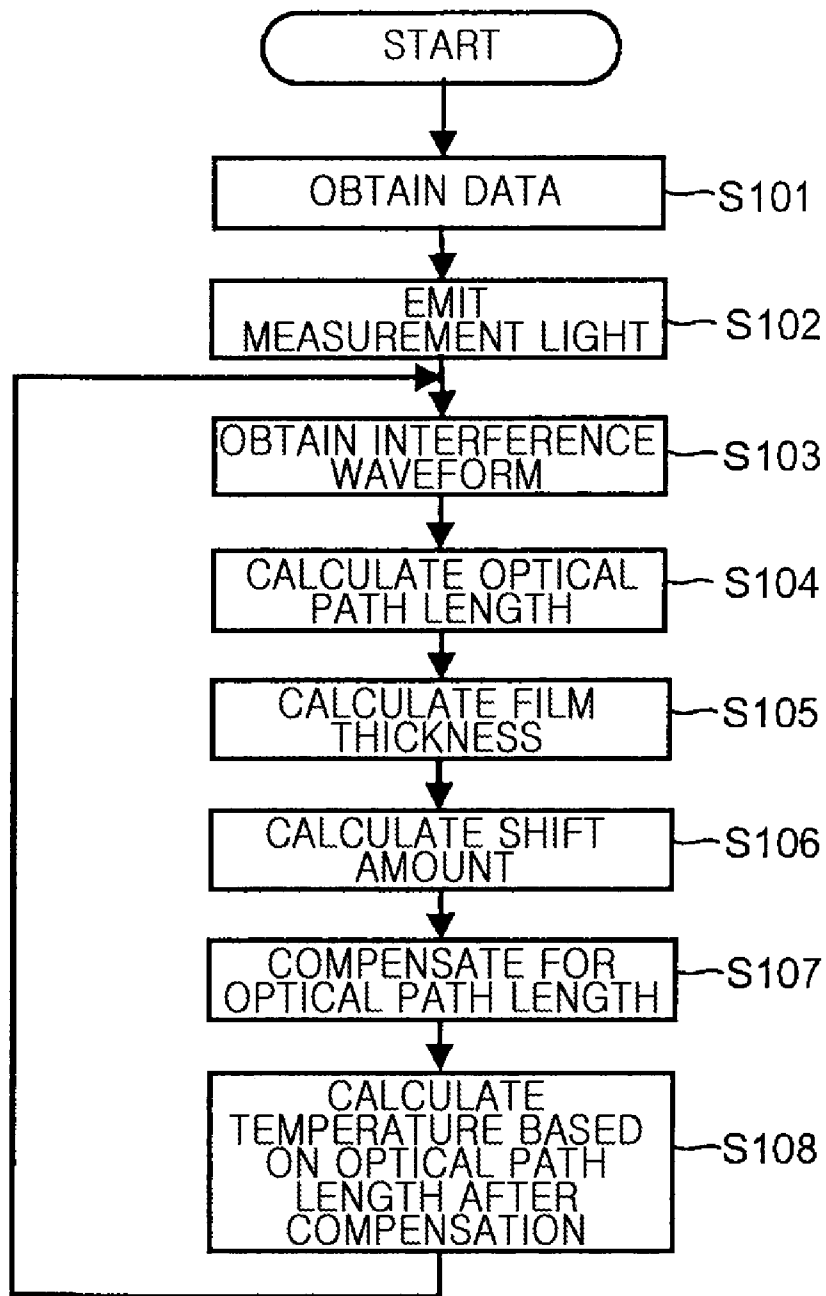 START
OBTAIN DATA
S101
EMIT
MEASUREMENT LIGHT
S102
OBTAIN INTERFERENCE
WAVEFORM
S103
CALCULATE OPTICAL
PATH LENGTH
S104
CALCULATE FILM
THICKNESS
S105
CALCULATE SHIFT
AMOUNT
S106
COMPENSATE FOR
OPTICAL PATH LENGTH
S107
CALCULATE
TEMPERATURE BASED
ON OPTICAL PATH
LENGTH AFTER
COMPENSATION
S108